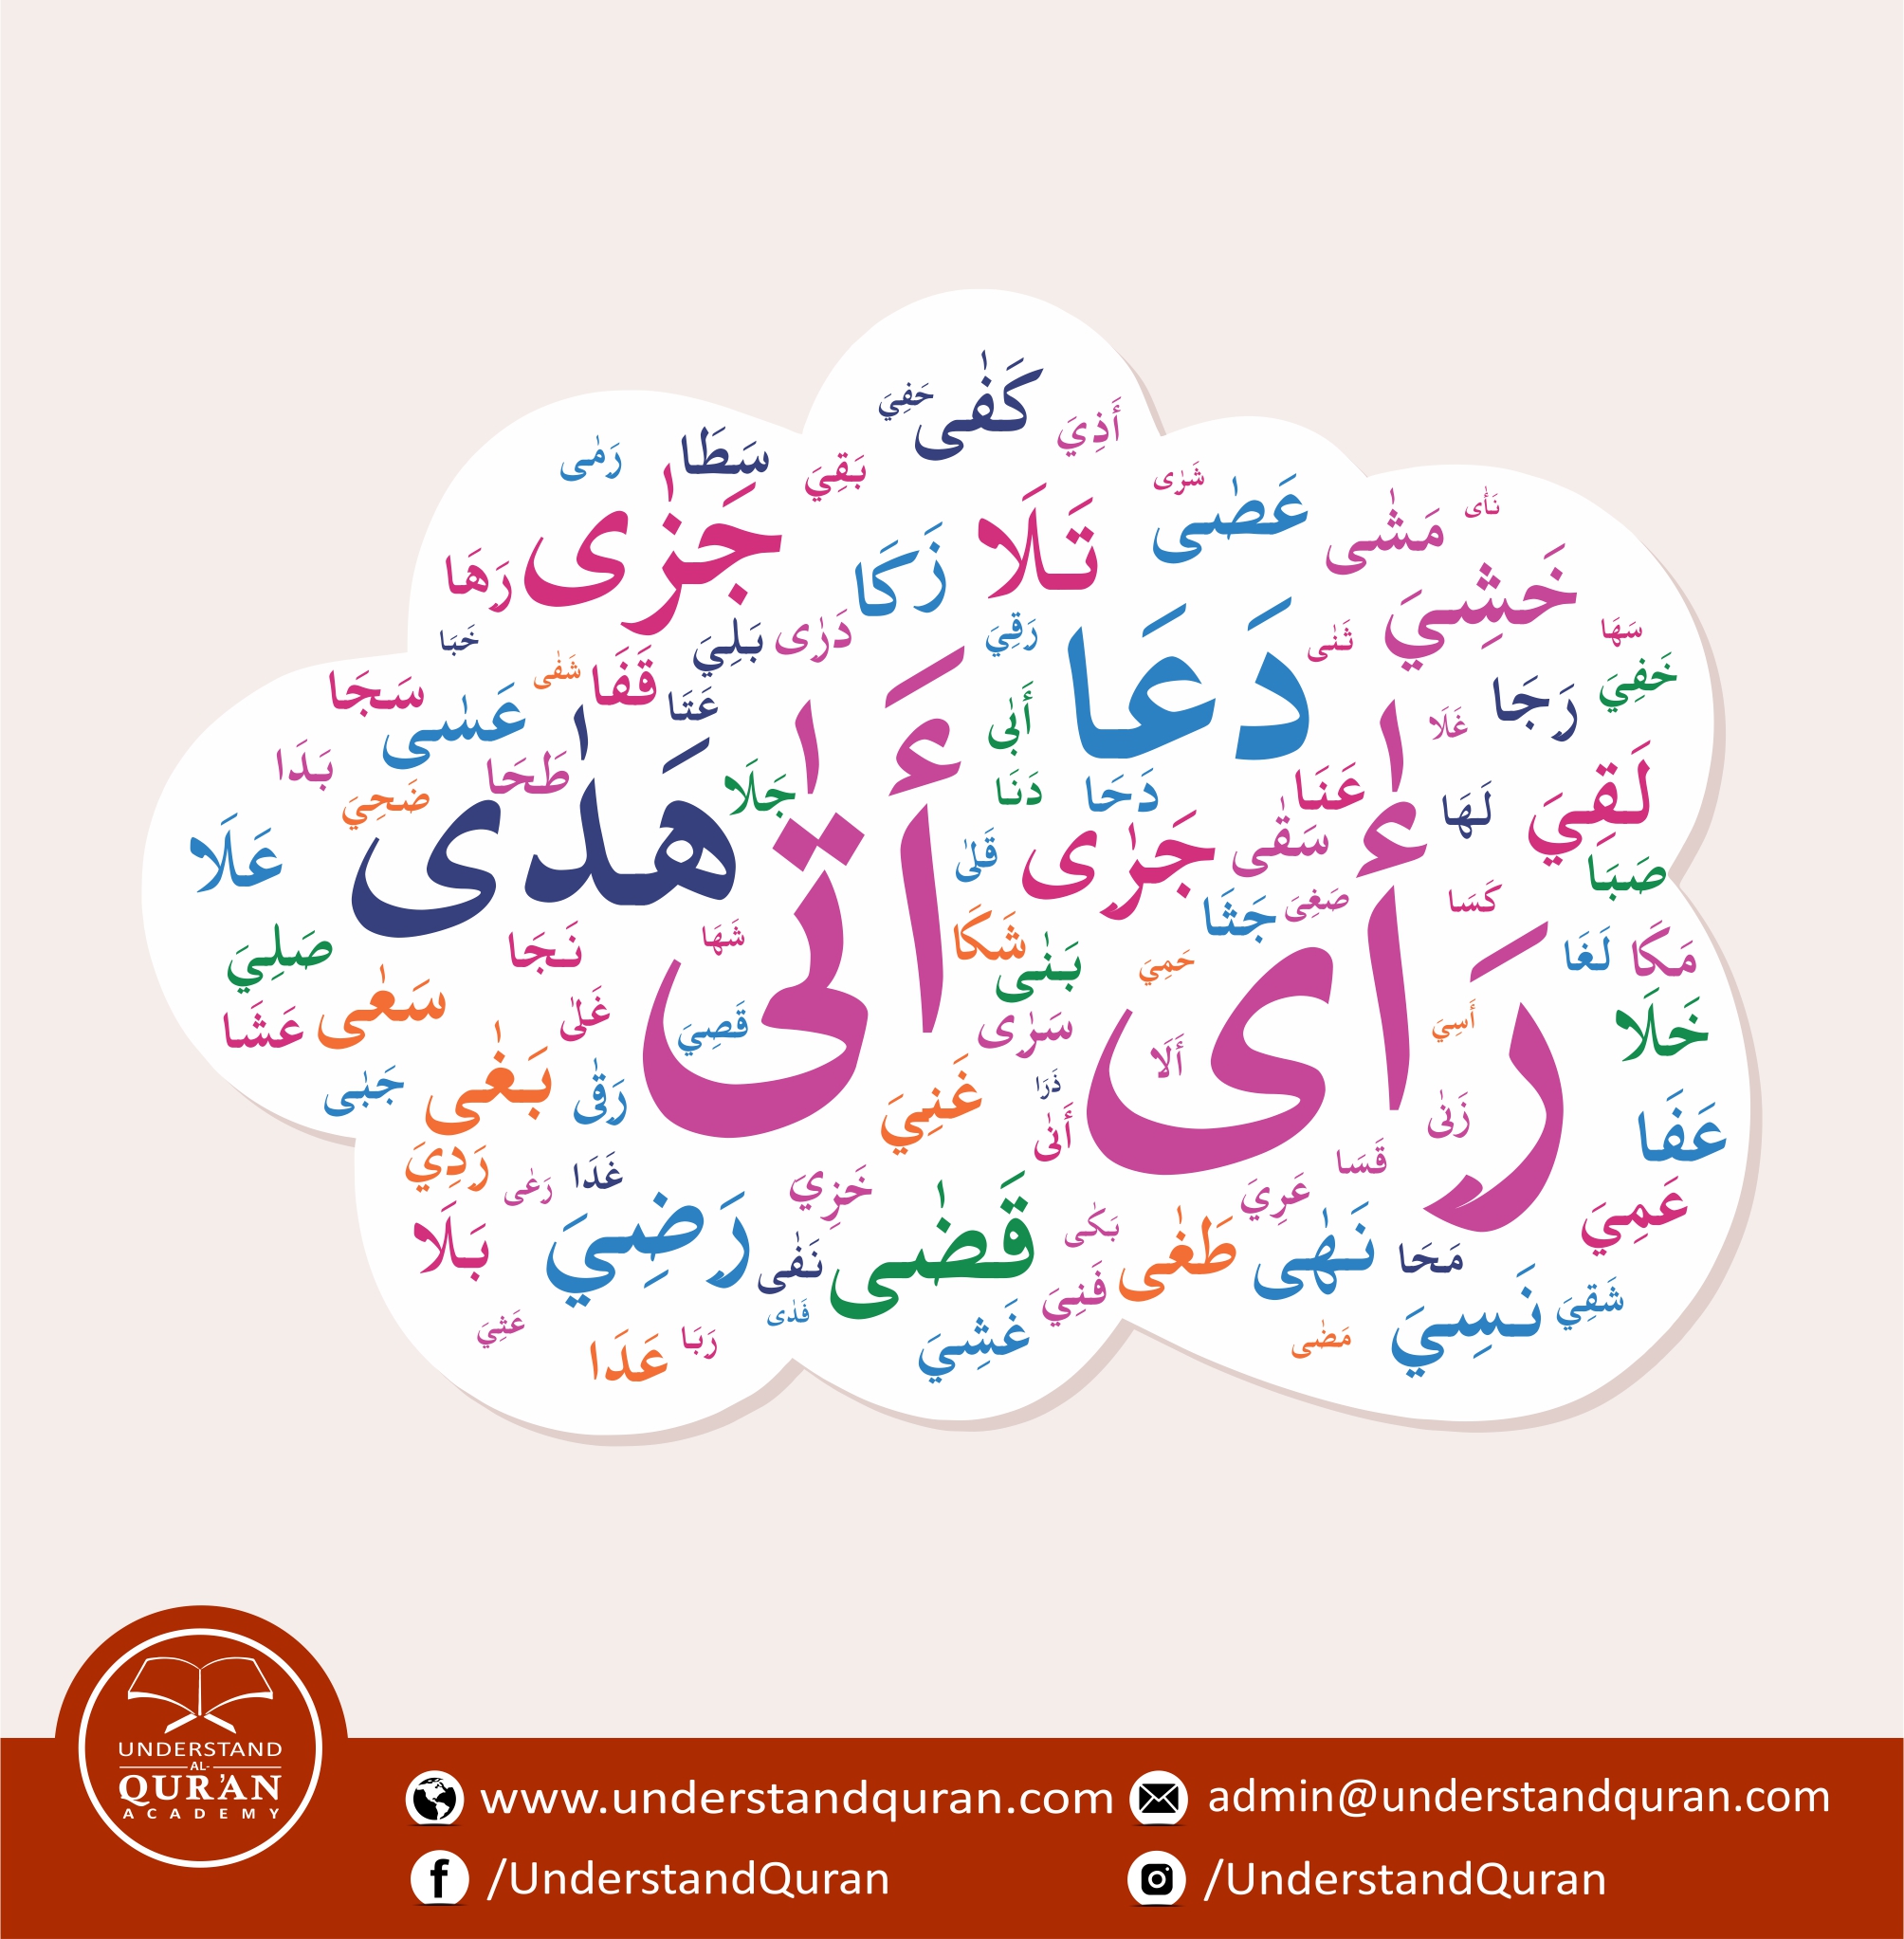 كَفٰى
حَفِيَ
أَذِيَ
رَمٰى
سَطَا
بَقِيَ
شَرٰى
عَصٰى
نَأٰى
مَشٰى
جَزٰى
تَلَا
زَكَا
خَشِيَ
رَهَا
خَبَا
بَلِيَ
دَرٰى
رَقِيَ
دَعَا
ثَنٰى
سَهَا
خَفِيَ
رَجَا
غَلَا
سَجَا
عَسٰى
شَفٰى
قَفَا
عَتَا
أَبٰى
بَدَا
طَحَا
ضَحِيَ
جَلَا
دَنَا
دَحَا
عَنَا
لَهَا
لَقِيَ
عَلَا
هَدٰى
أَتٰى
قَلٰى
جَرٰى
سَقٰى
صَبَا
جَثَا
صَغِيَ
كَسَا
رَأٰى
صَلِيَ
نَجَا
شَهَا
شَكَا
بَنٰى
حَمِيَ
لَغَا
مَكَا
عَشَا
سَعٰى
غَلٰى
قَصِيَ
سَرٰى
أَلَا
أَسِيَ
خَلَا
جَبٰى
بَغٰى
رَقٰى
غَنِيَ
ذَرَا
أَنٰى
زَنٰى
عَفَا
رَدِيَ
رَعٰى
غَدَا
خَزِيَ
عَرِيَ
قَسَا
عَمِيَ
بَلَا
رَضِيَ
نَفٰى
قَضٰى
بَكٰى
طَغٰى
نَهٰى
مَحَا
فَنِيَ
عَثِيَ
عَدَا
رَبَا
فَدٰى
غَشِيَ
مَضٰى
نَسِيَ
شَقِيَ
UNDERSTAND
AL-
QUR'AN
ACADEMY
www.understandquran.com
admin@understandquran.com
/UnderstandQuran
/UnderstandQuran